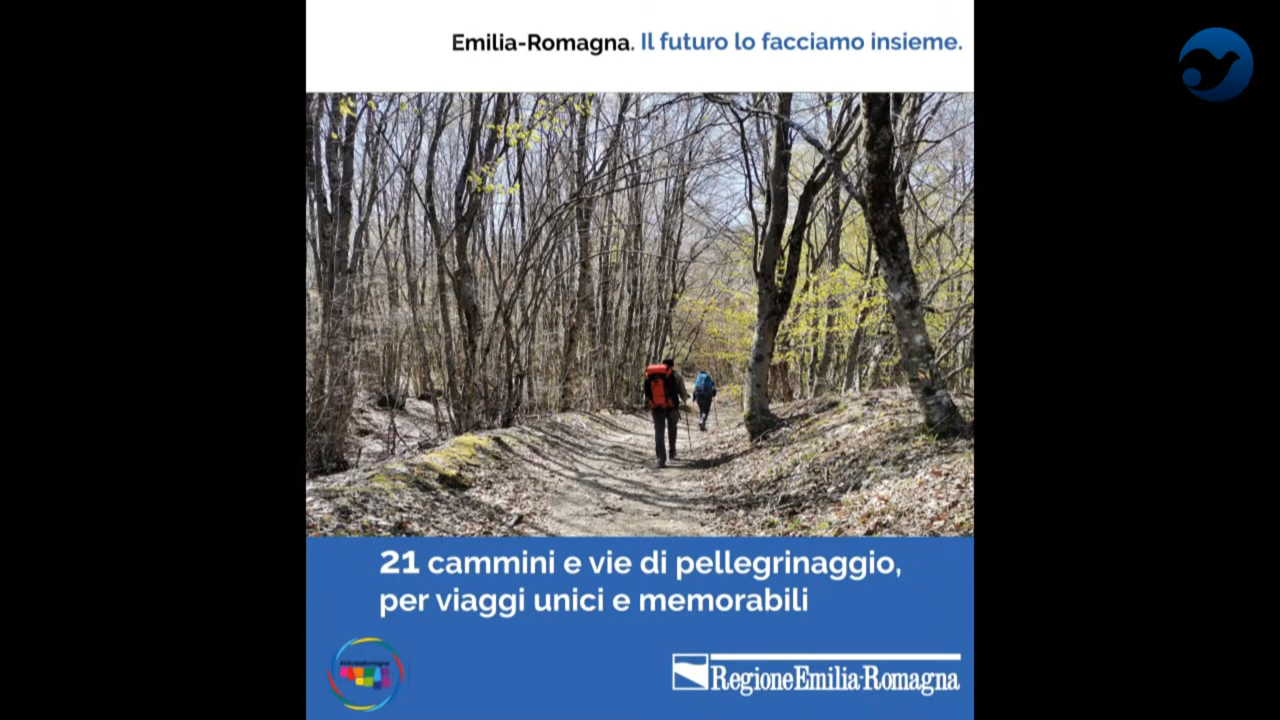 Emilia-Romagna. Il futuro lo facciamo insieme.
21 cammini e vie di pellegrinaggio,
per viaggi unici e memorabili
RegioneEmilia-Romagna